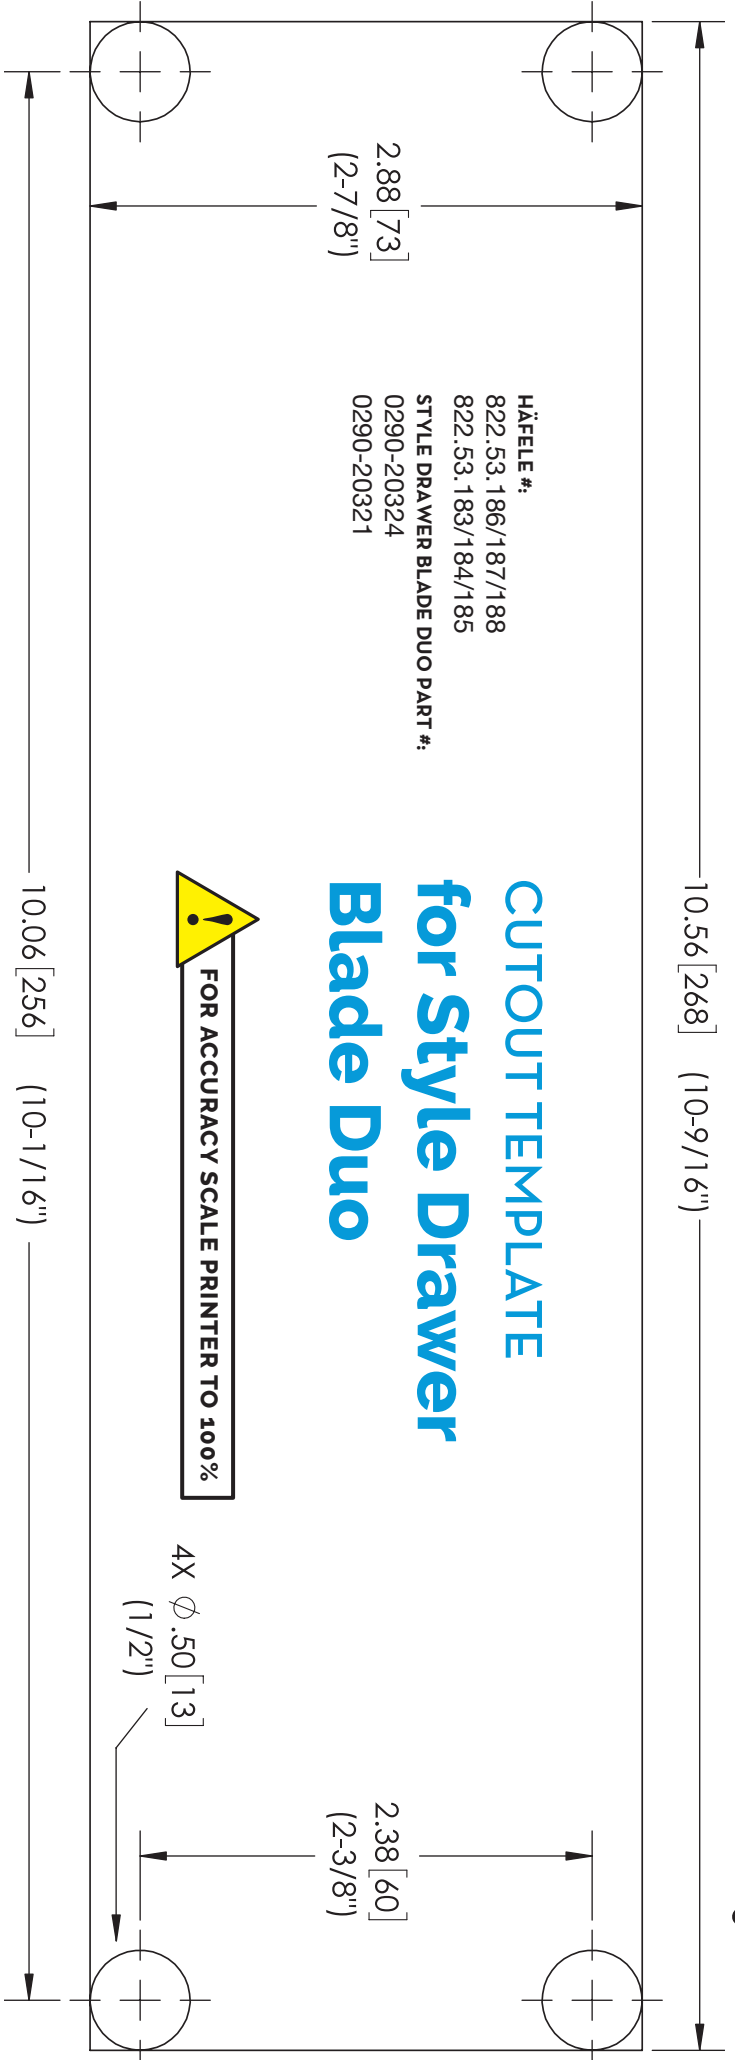 10.56 [268] (10-9/16")
HÄFELE #:
822.53.186/187/188
822.53.183/184/185
STYLE DRAWER BLADE DUO PART #:
0290-20324
0290-20321
2.88 [73]
(2-7/8")
CUTOUT TEMPLATE
for Style Drawer
Blade Duo
FOR ACCURACY SCALE PRINTER TO 100%
2.38 [60]
(2-3/8")
4X Ø .50 [13]
(1/2")
10.06 [256] (10-1/16")